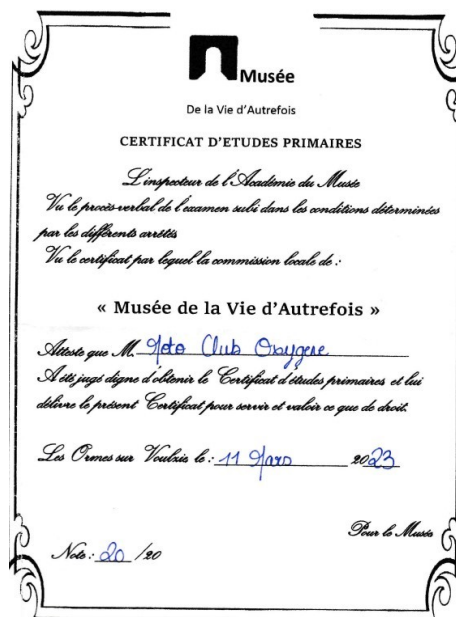 Musée
De la Vie d'Autrefois
CERTIFICAT D'ETUDES PRIMAIRES
L'inspecteur de l'Académie du Musée
Vu le procès-verbal de l'examen subi dans les conditions déterminées
par les différents arrêtés
Vu le certificat par lequel la commission locale de :
« Musée de la Vie d'Autrefois »
Atteste que M. Moto Club Oxygene
A été jugé digne d'obtenir le Certificat d'études primaires et lui
délivre le présent Certificat pour servir et valoir ce que de droit.
Les Ormes sur Voulzie le : 11 Mars 2023
Pour le Musée
Note : 20 /20